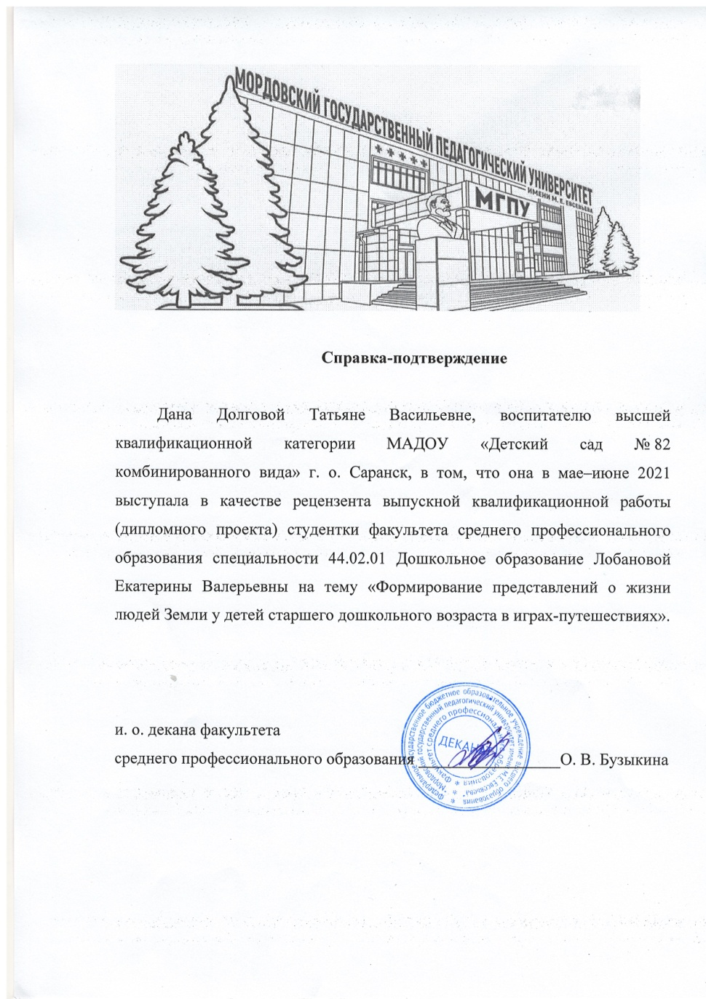 МОРДОВСКИЙ ГОСУДАРСТВЕННЫЙ ПЕДАГОГИЧЕСКИЙ УНИВЕРСИТЕТ
ИМЕНИ М. Е. ЕВСЕВЬЕВА
МГПУ
Справка-подтверждение
Дана Долговой Татьяне Васильевне, воспитателю высшей
квалификационной категории МАДОУ «Детский сад № 82
комбинированного вида» г. о. Саранск, в том, что она в мае–июне 2021
выступала в качестве рецензента выпускной квалификационной работы
(дипломного проекта) студентки факультета среднего профессионального
образования специальности 44.02.01 Дошкольное образование Лобановой
Екатерины Валерьевны на тему «Формирование представлений о жизни
людей Земли у детей старшего дошкольного возраста в играх-путешествиях».
и. о. декана факультета
среднего профессионального образования О. В. Бузыкина
Федеральное государственное бюджетное образовательное учреждение высшего образования
"Мордовский государственный педагогический университет имени М.Е. Евсевьева"
Факультет среднего профессионального образования
ДЕКАНАТ